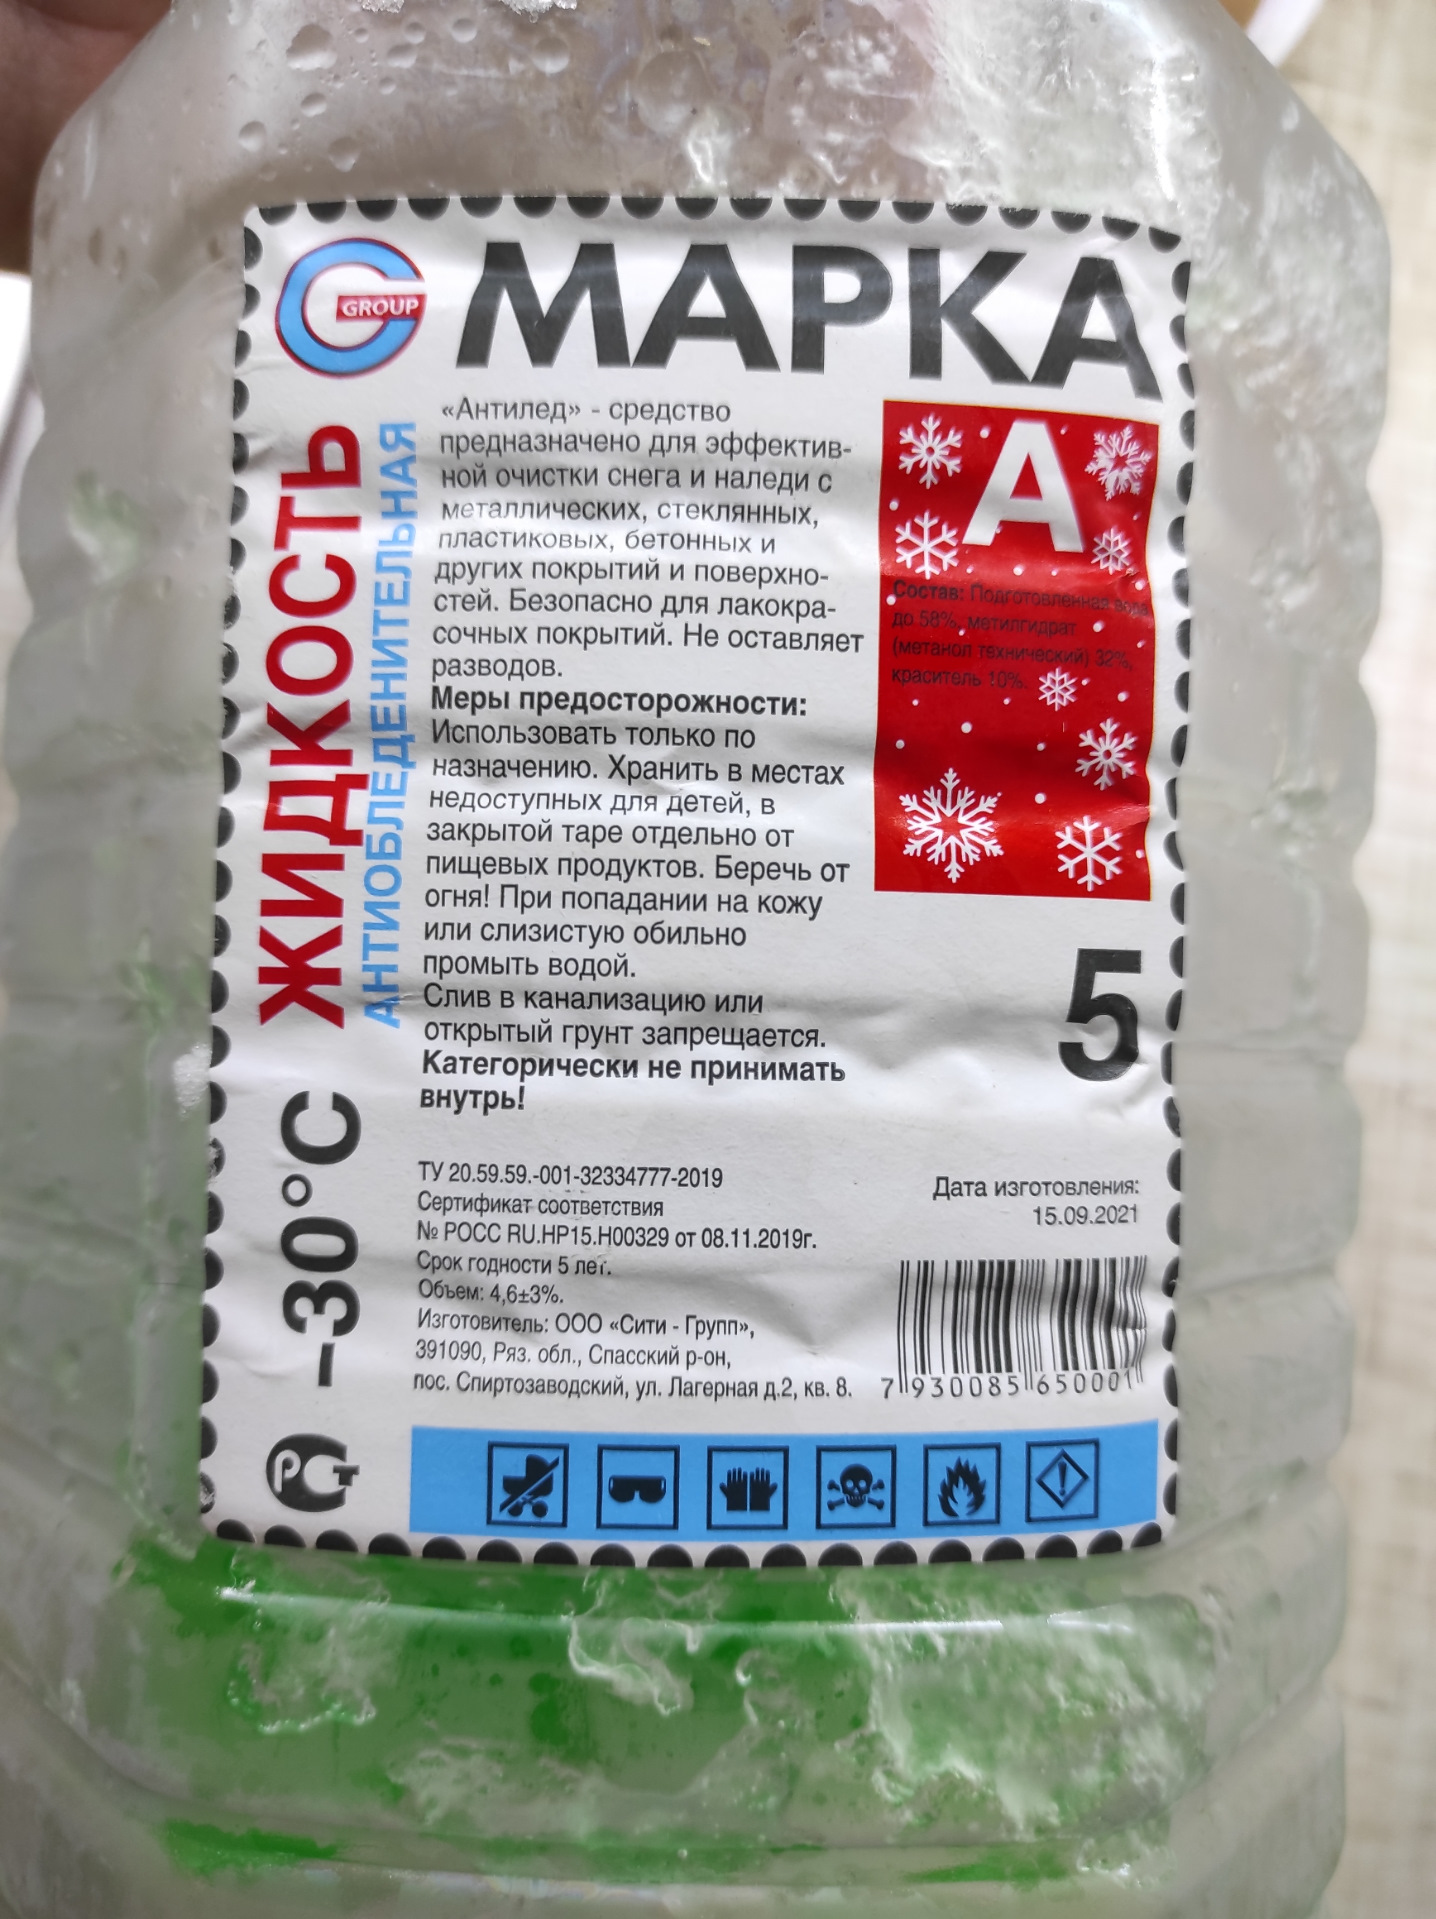 GROUP
МАРКА
А
5
ЖИДКОСТЬ
АНТИОБЛЕДЕНИТЕЛЬНАЯ
–30°С
«Антилед» - средство
предназначено для эффектив-
ной очистки снега и наледи с
металлических, стеклянных,
пластиковых, бетонных и
других покрытий и поверхно-
стей. Безопасно для лакокра-
сочных покрытий. Не оставляет
разводов.
Меры предосторожности:
Использовать только по
назначению. Хранить в местах
недоступных для детей, в
закрытой таре отдельно от
пищевых продуктов. Беречь от
огня! При попадании на кожу
или слизистую обильно
промыть водой.
Слив в канализацию или
открытый грунт запрещается.
Категорически не принимать
внутрь!
Состав: Подготовленная вода
до 58%, метилгидрат
(метанол технический) 32%,
краситель 10%.
ТУ 20.59.59.-001-32334777-2019
Сертификат соответствия
№ РОСС RU.НР15.Н00329 от 08.11.2019г.
Срок годности 5 лет.
Объем: 4,6±3%.
Изготовитель: ООО «Сити - Групп»,
391090, Ряз. обл., Спасский р-он,
пос. Спиртозаводский, ул. Лагерная д.2, кв. 8.
Дата изготовления:
15.09.2021
7 930085 650001
РСТ